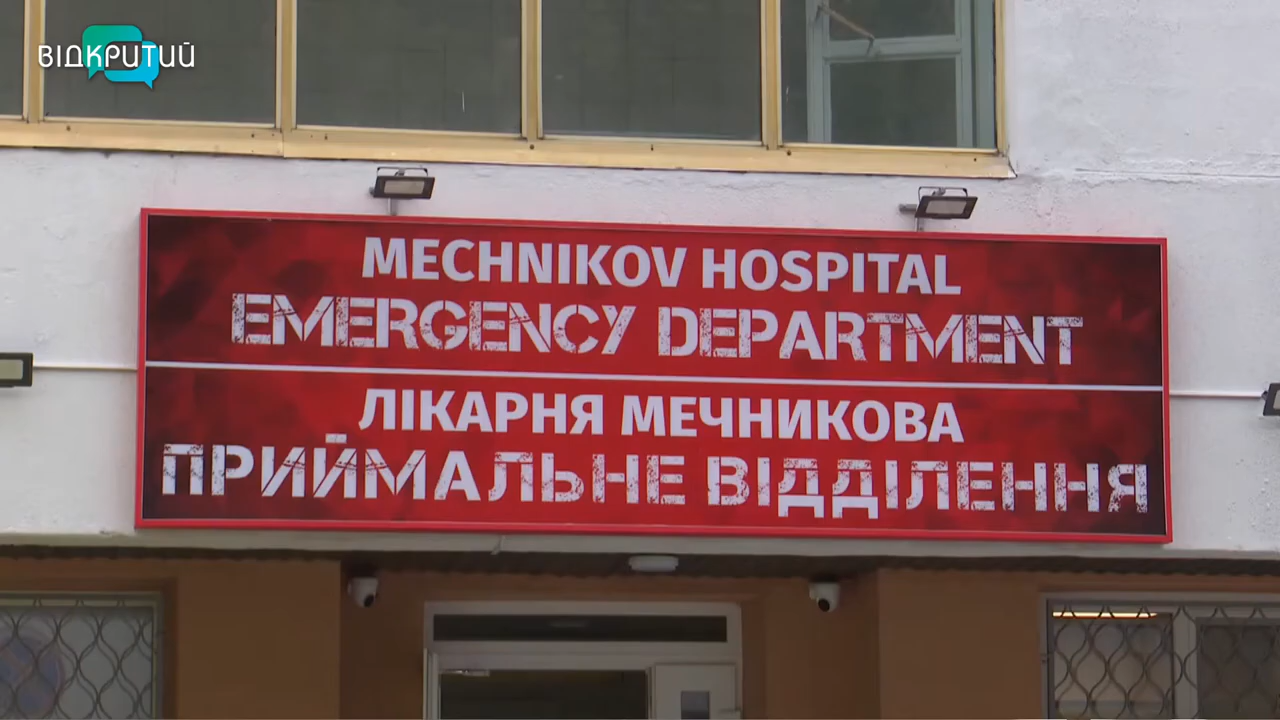 ВІДКРИТИЙ
MECHNIKOV HOSPITAL
EMERGENCY DEPARTMENT
ЛІКАРНЯ МЕЧНИКОВА
ПРИЙМАЛЬНЕ ВІДДІЛЕННЯ